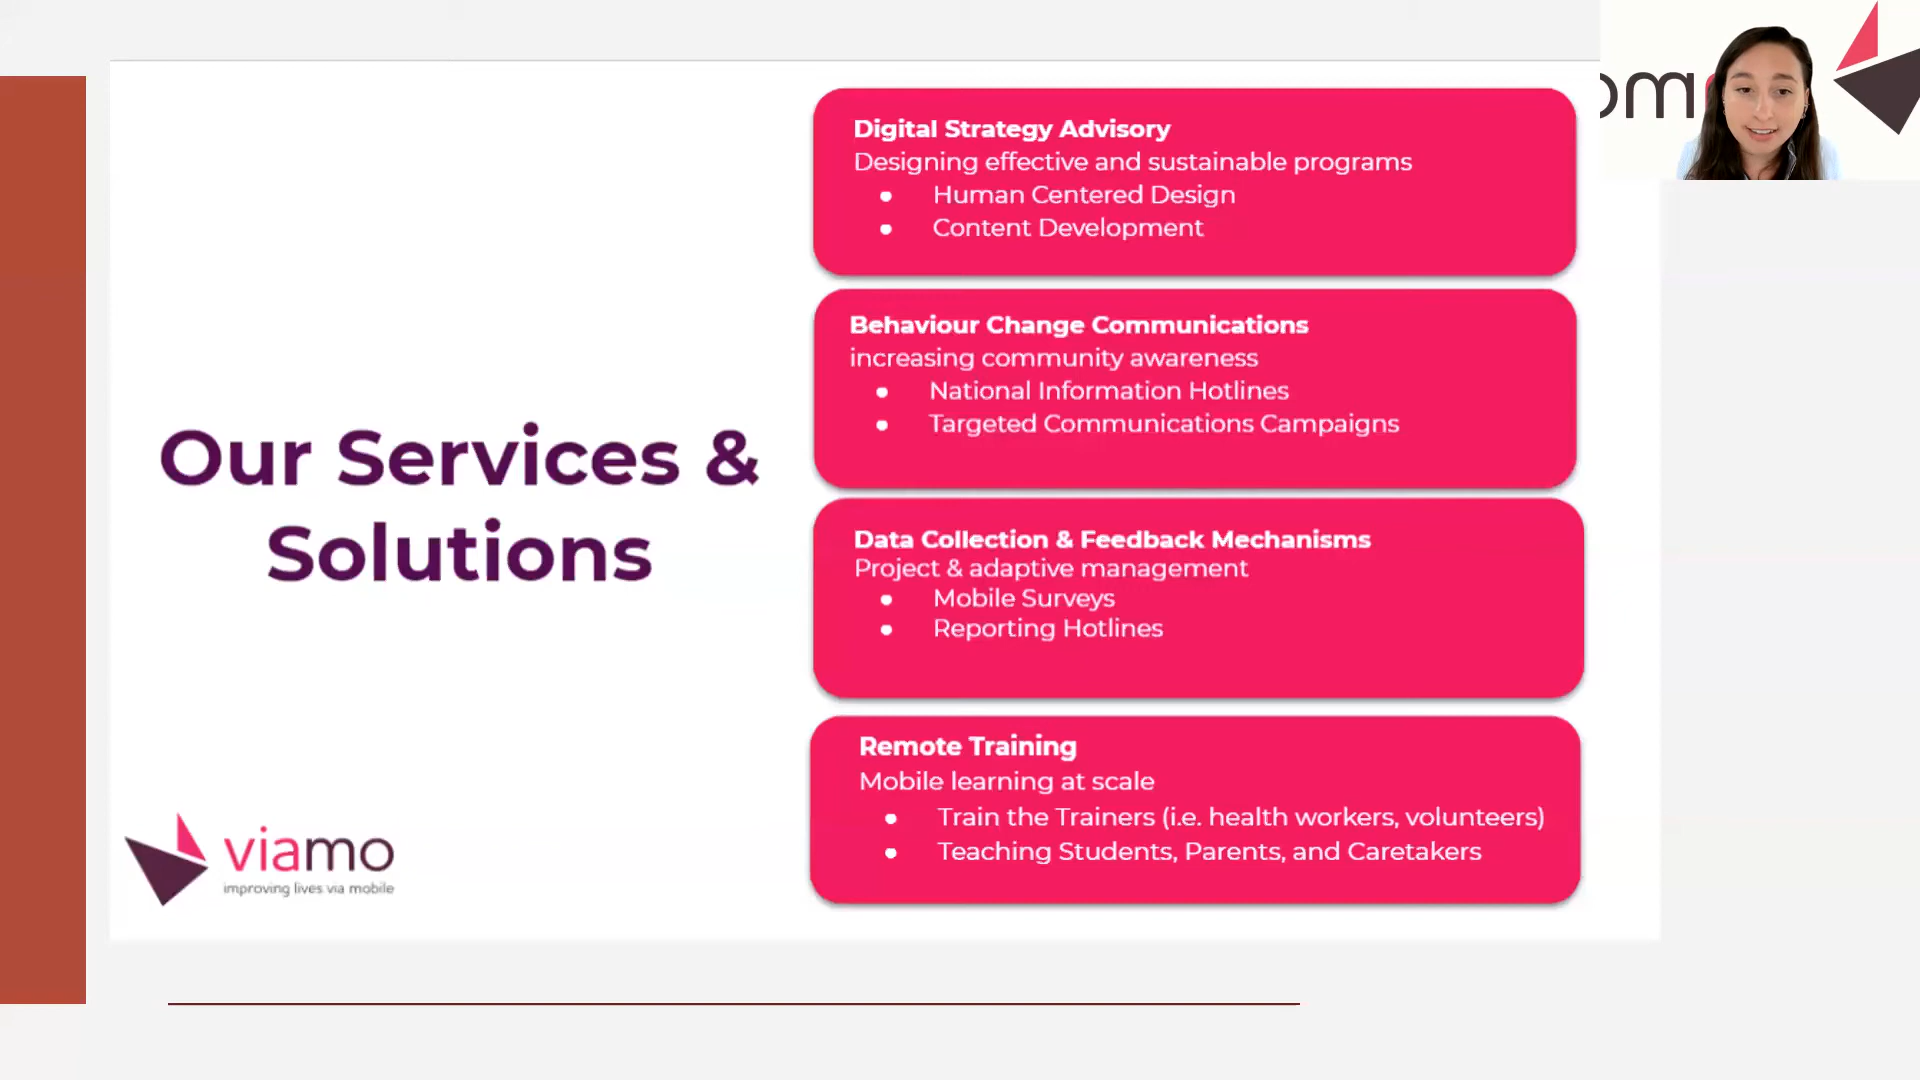 Our Services &
Solutions
Digital Strategy Advisory
Designing effective and sustainable programs
● Human Centered Design
● Content Development
Behaviour Change Communications
increasing community awareness
● National Information Hotlines
● Targeted Communications Campaigns
Data Collection & Feedback Mechanisms
Project & adaptive management
● Mobile Surveys
● Reporting Hotlines
Remote Training
Mobile learning at scale
● Train the Trainers (i.e. health workers, volunteers)
● Teaching Students, Parents, and Caretakers
viamo
improving lives via mobile